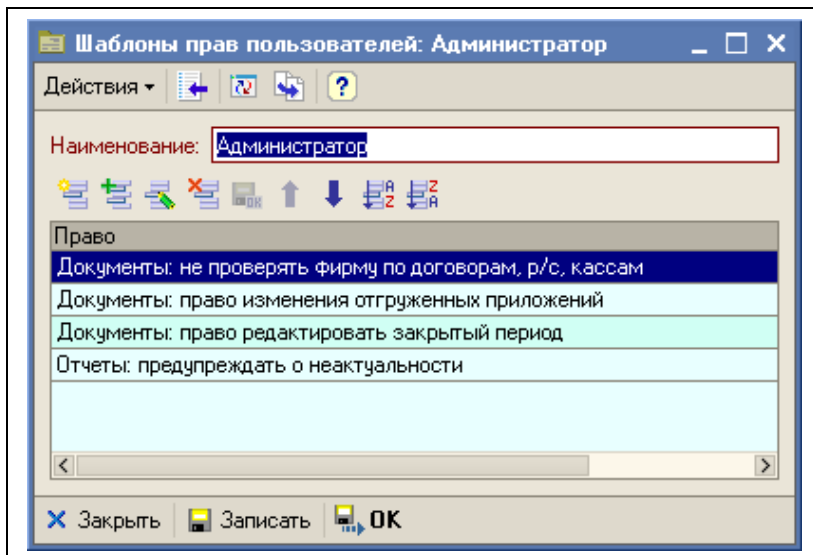 Шаблоны прав пользователей: Администратор
Действия
Наименование: Администратор
Право
Документы: не проверять фирму по договорам, р/с, кассам
Документы: право изменения отгруженных приложений
Документы: право редактировать закрытый период
Отчеты: предупреждать о неактуальности
Закрыть Записать OK